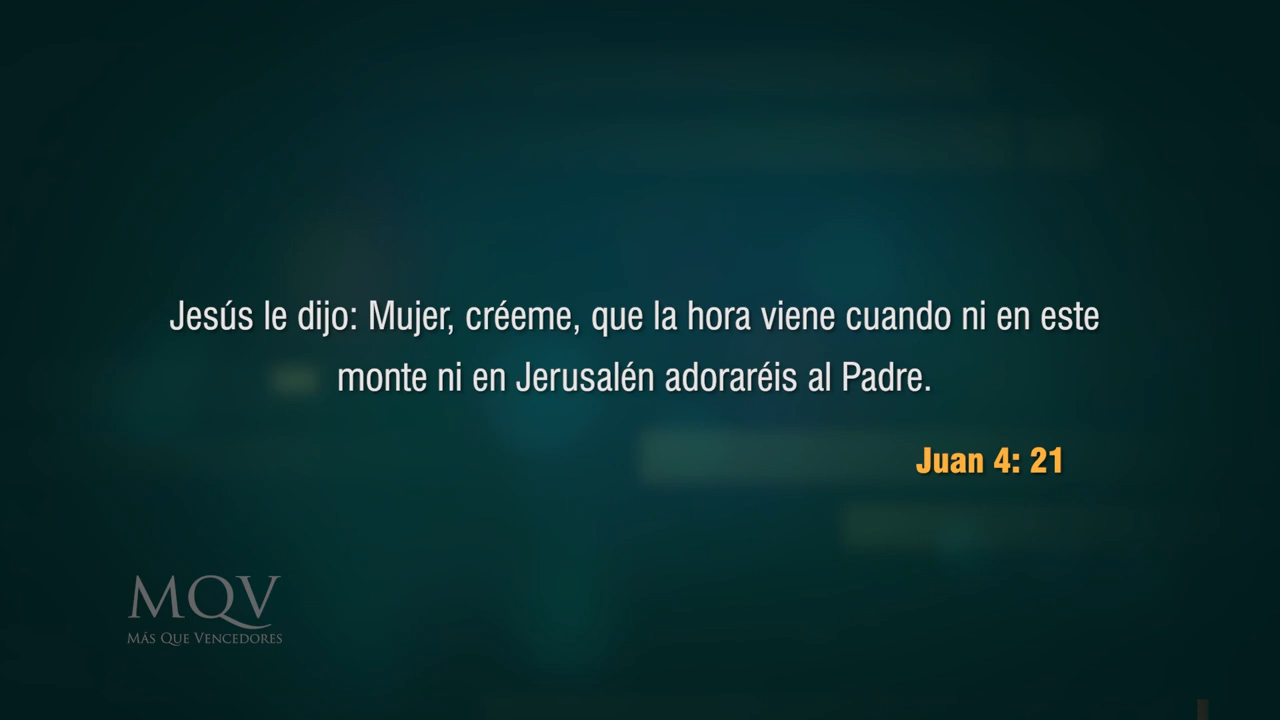 Jesús le dijo: Mujer, créeme, que la hora viene cuando ni en este
monte ni en Jerusalén adoraréis al Padre.
Juan 4: 21
MQV
MÁS QUE VENCEDORES